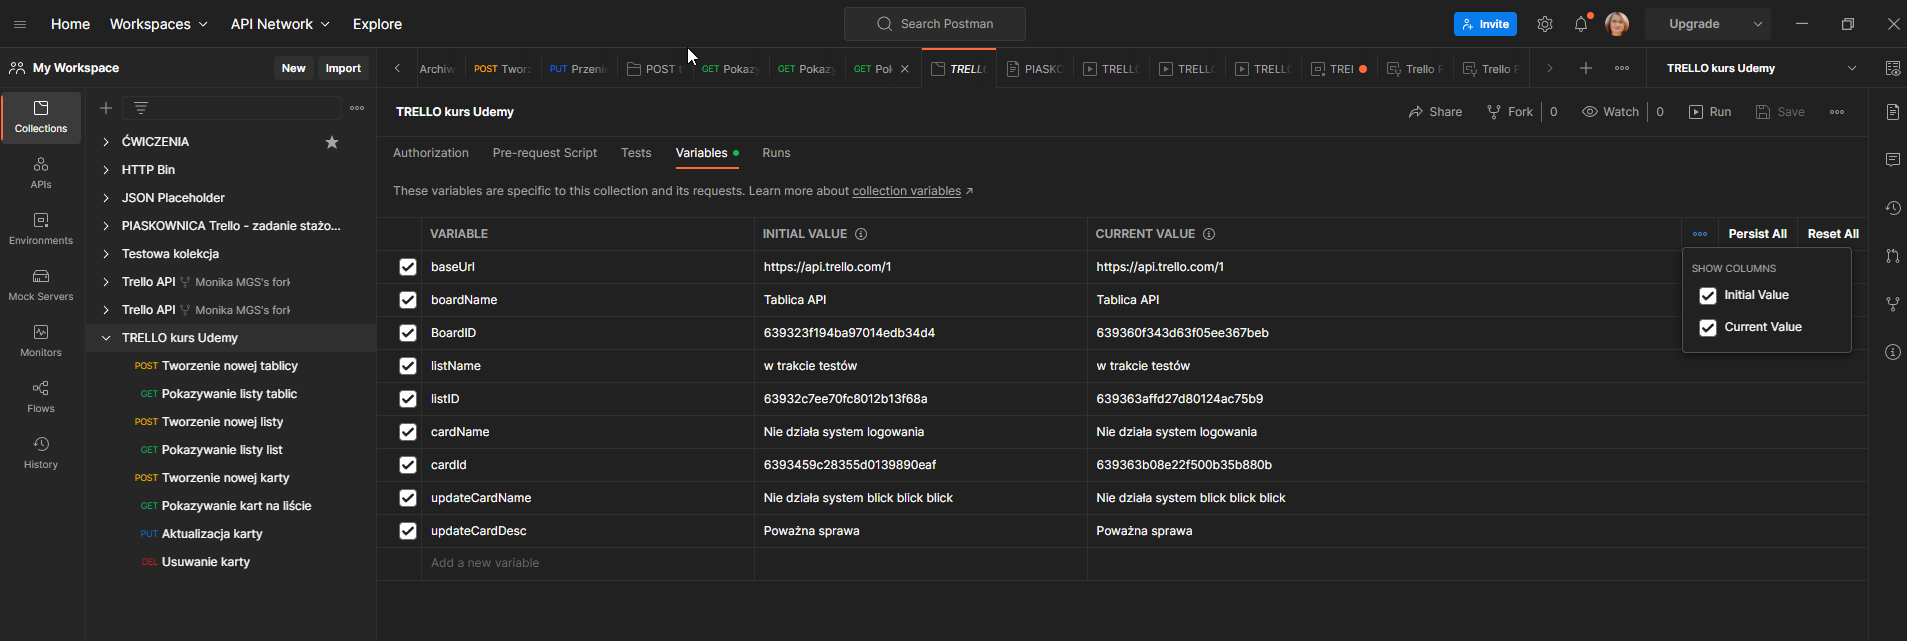 Home Workspaces API Network Explore Search Postman Invite Upgrade
My Workspace New Import Archiw POST Tworz PUT Przenie POST GET Pokazy GET Pokazy GET Pok TRELLO PIASKO TRELLO TRELLO TRELLO TREI Trello F Trello F TRELLO kurs Udemy
Collections
APIs
Environments
Mock Servers
Monitors
Flows
History
ĆWICZENIA
HTTP Bin
JSON Placeholder
PIASKOWNICA Trello - zadanie stażo...
Testowa kolekcja
Trello API Monika MGS's fork
Trello API Monika MGS's fork
TRELLO kurs Udemy
POST Tworzenie nowej tablicy
GET Pokazywanie listy tablic
POST Tworzenie nowej listy
GET Pokazywanie listy list
POST Tworzenie nowej karty
GET Pokazywanie kart na liście
PUT Aktualizacja karty
DEL Usuwanie karty
TRELLO kurs Udemy Share Fork 0 Watch 0 Run Save
Authorization Pre-request Script Tests Variables Runs
These variables are specific to this collection and its requests. Learn more about collection variables ↗
VARIABLE INITIAL VALUE CURRENT VALUE Persist All Reset All
baseUrl https://api.trello.com/1 https://api.trello.com/1
boardName Tablica API Tablica API
BoardID 639323f194ba97014edb34d4 639360f343d63f05ee367beb
listName w trakcie testów w trakcie testów
listID 63932c7ee70fc8012b13f68a 639363affd27d80124ac75b9
cardName Nie działa system logowania Nie działa system logowania
cardId 6393459c28355d0139890eaf 639363b08e22f500b35b880b
updateCardName Nie działa system blick blick blick Nie działa system blick blick blick
updateCardDesc Poważna sprawa Poważna sprawa
Add a new variable
SHOW COLUMNS
Initial Value
Current Value